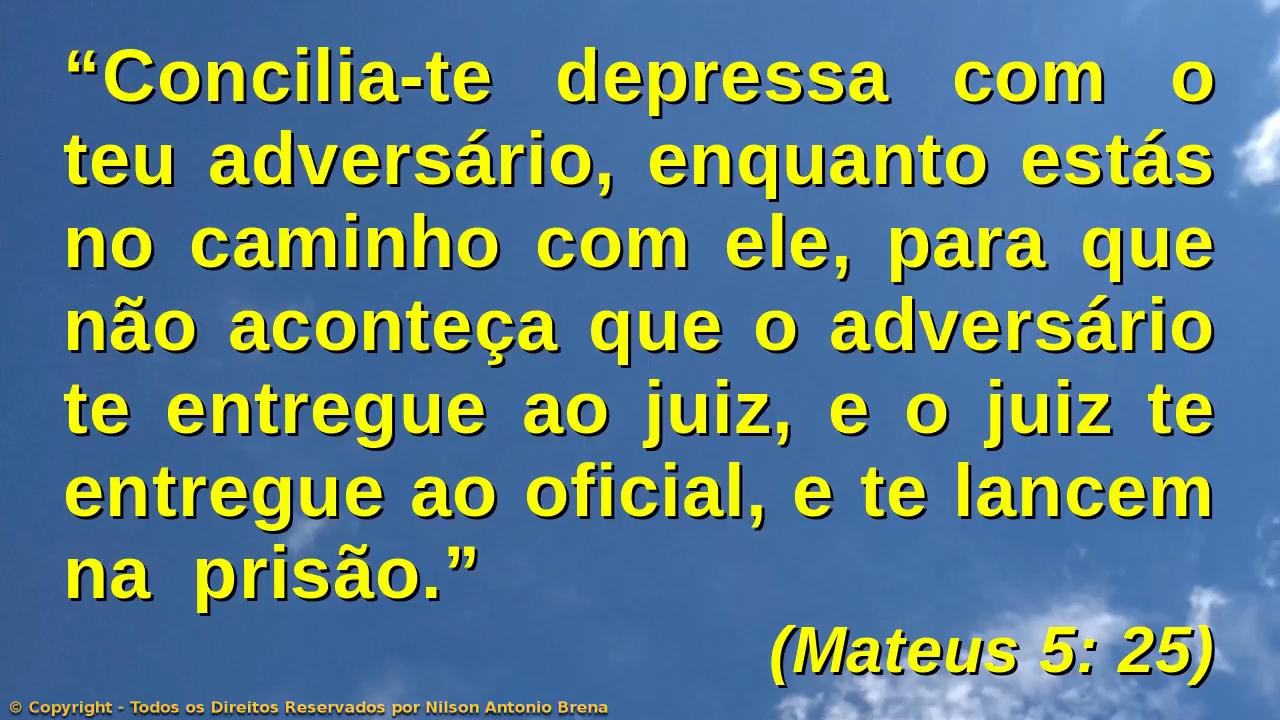 “Concilia-te depressa com o
teu adversário, enquanto estás
no caminho com ele, para que
não aconteça que o adversário
te entregue ao juiz, e o juiz te
entregue ao oficial, e te lancem
na prisão.”
(Mateus 5: 25)
© Copyright - Todos os Direitos Reservados por Nilson Antonio Brena